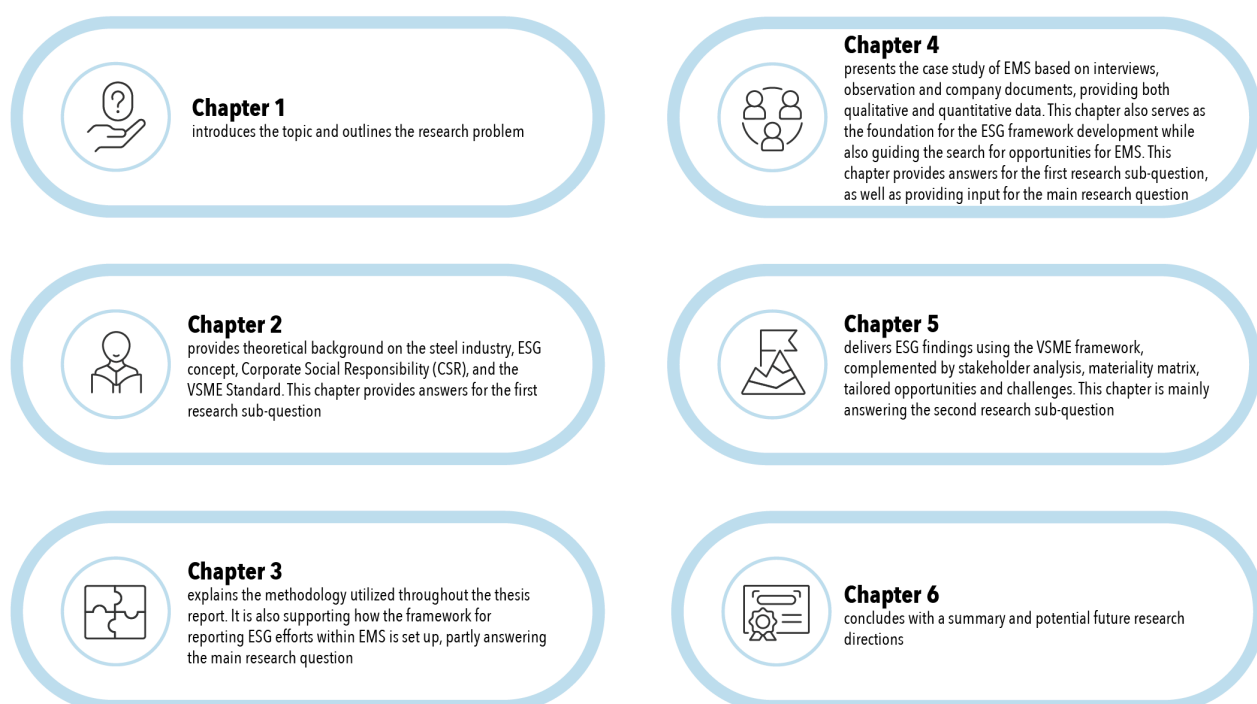 Chapter 1
introduces the topic and outlines the research problem
Chapter 2
provides theoretical background on the steel industry, ESG
concept, Corporate Social Responsibility (CSR), and the
VSME Standard. This chapter provides answers for the first
research sub-question
Chapter 3
explains the methodology utilized throughout the thesis
report. It is also supporting how the framework for
reporting ESG efforts within EMS is set up, partly answering
the main research question
Chapter 4
presents the case study of EMS based on interviews,
observation and company documents, providing both
qualitative and quantitative data. This chapter also serves as
the foundation for the ESG framework development while
also guiding the search for opportunities for EMS. This
chapter provides answers for the first research sub-question,
as well as providing input for the main research question
Chapter 5
delivers ESG findings using the VSME framework,
complemented by stakeholder analysis, materiality matrix,
tailored opportunities and challenges. This chapter is mainly
answering the second research sub-question
Chapter 6
concludes with a summary and potential future research
directions